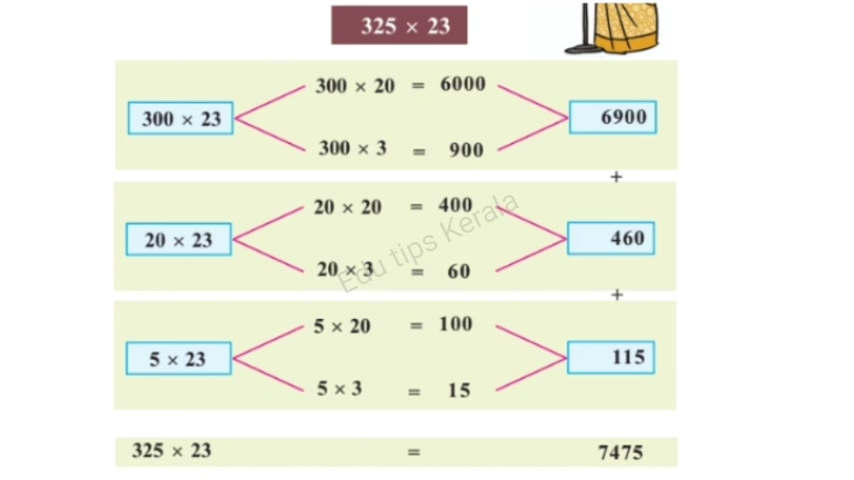 325 × 23
300 × 20 = 6000
300 × 23
6900
300 × 3 = 900
+
20 × 20 = 400
20 × 23
460
20 × 3 = 60
Edu tips Kerala
+
5 × 20 = 100
5 × 23
115
5 × 3 = 15
325 × 23 = 7475